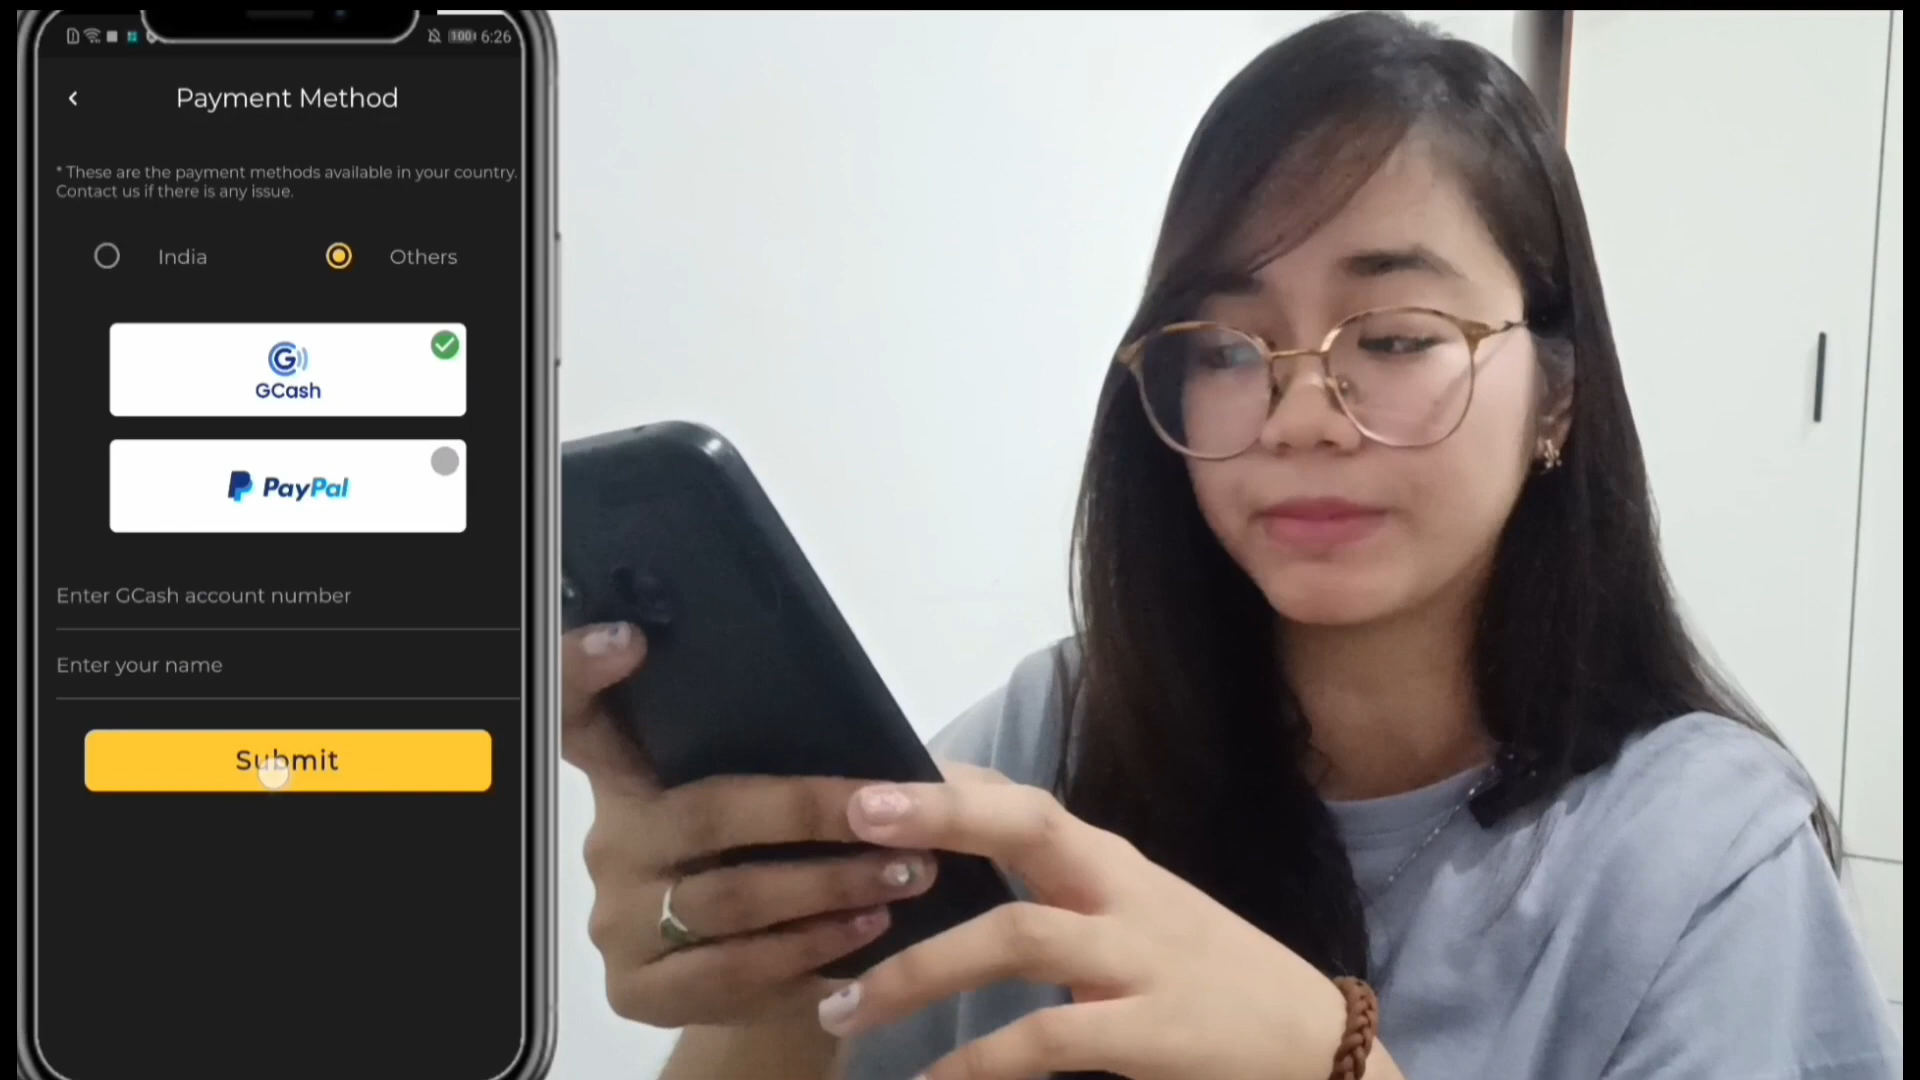 100 6:26
Payment Method
* These are the payment methods available in your country.
Contact us if there is any issue.
India Others
GCash
PayPal
Enter GCash account number
Enter your name
Submit